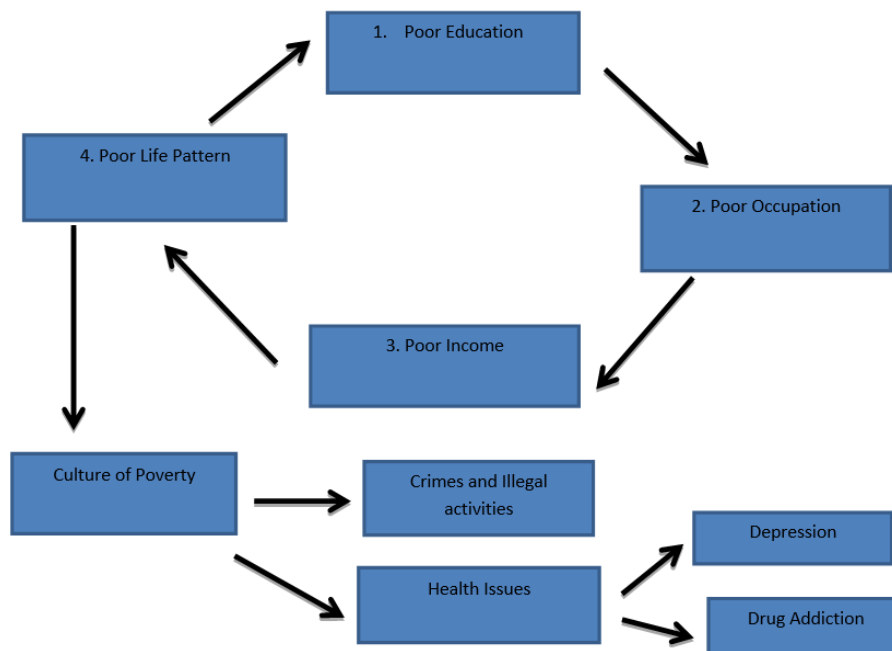 1. Poor Education
4. Poor Life Pattern
2. Poor Occupation
3. Poor Income
Culture of Poverty
Crimes and Illegal
activities
Health Issues
Depression
Drug Addiction